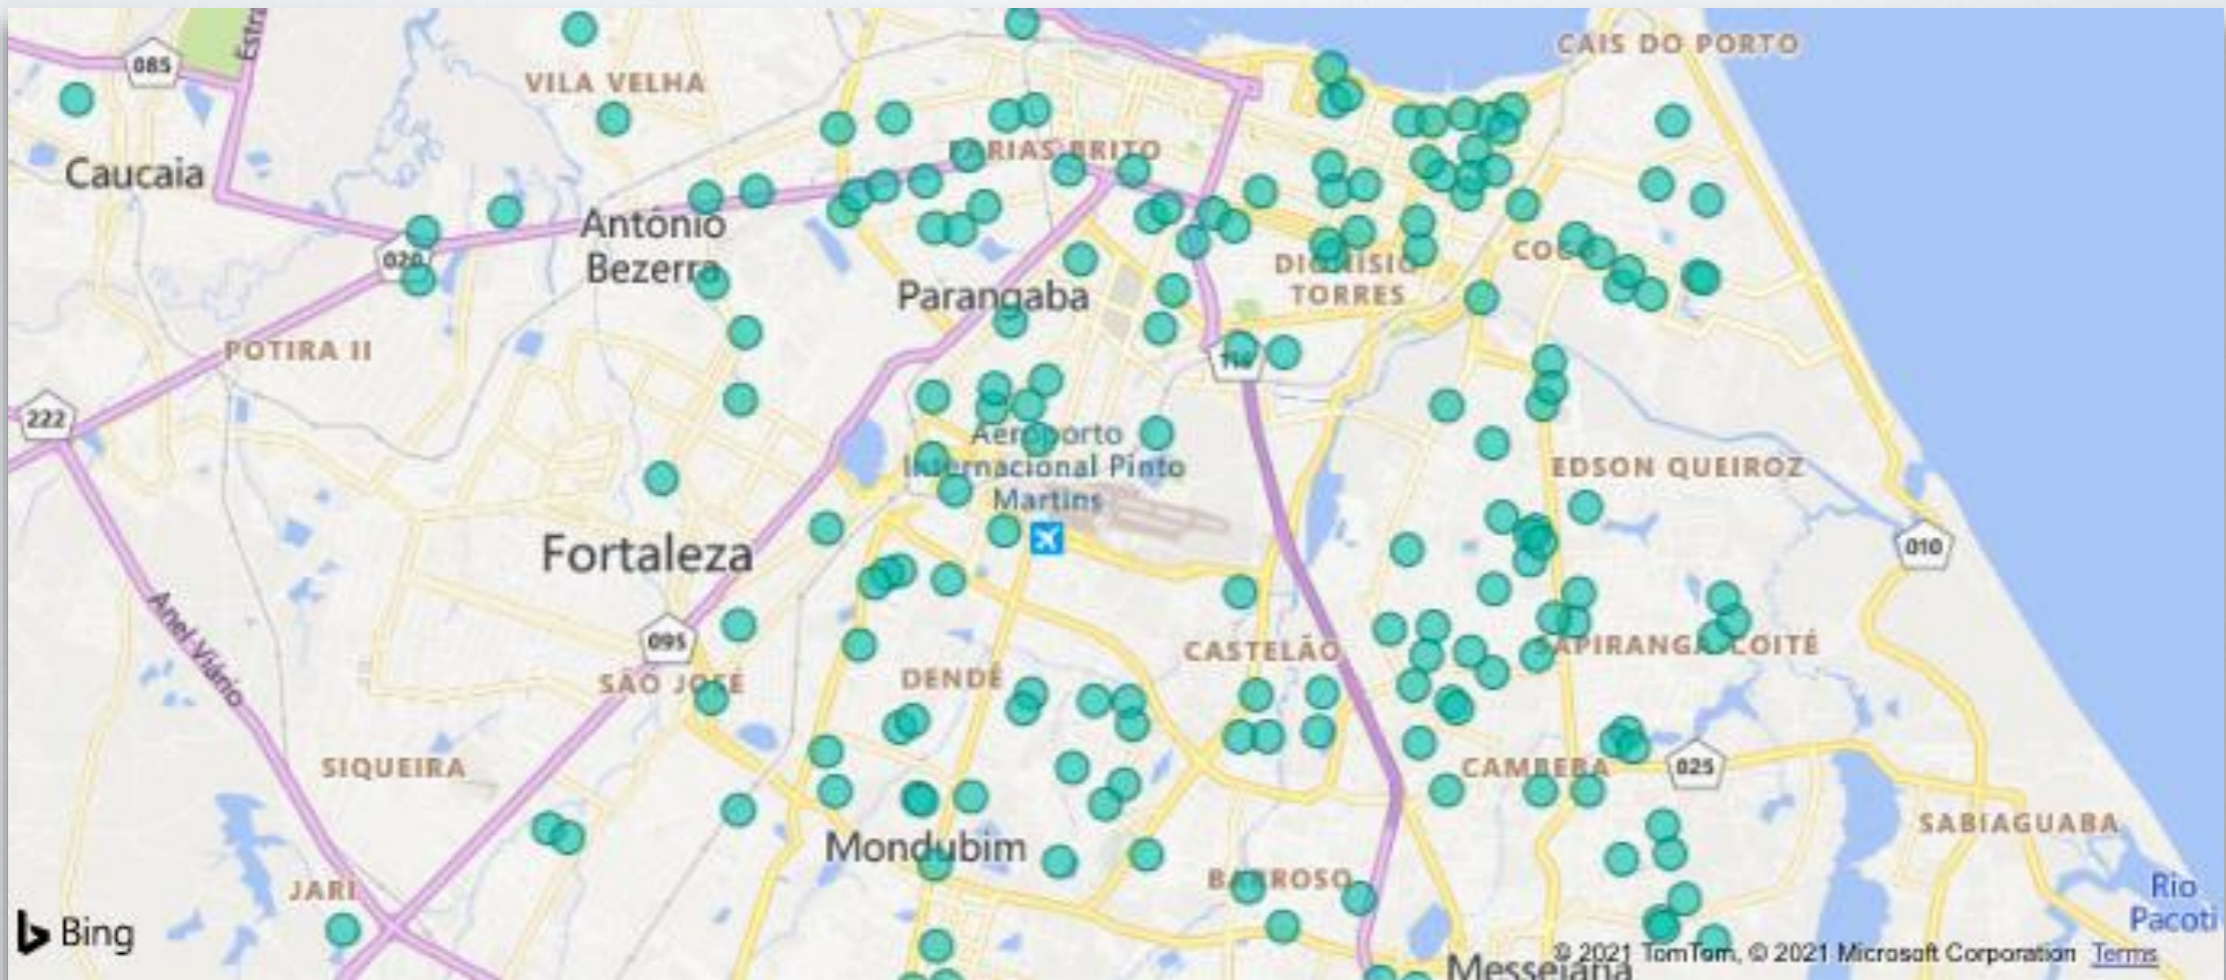 CAIS DO PORTO
Estra
085
VILA VELHA
FARIAS BRITO
Caucaia
Antônio
Bezerra
020
COCÓ
DIONISIO
TORRES
Parangaba
POTIRA II
116
222
Aeroporto
Internacional Pinto
Martins
EDSON QUEIROZ
Fortaleza
010
Anel Viário
095
CASTELÃO
SAPIRANGA COITÉ
DENDÊ
SÃO JOSÉ
SIQUEIRA
CAMBEBA
025
SABIAGUABA
Mondubim
JARI
BARROSO
Rio
Pacoti
Bing
© 2021 TomTom, © 2021 Microsoft Corporation Terms
Messejana